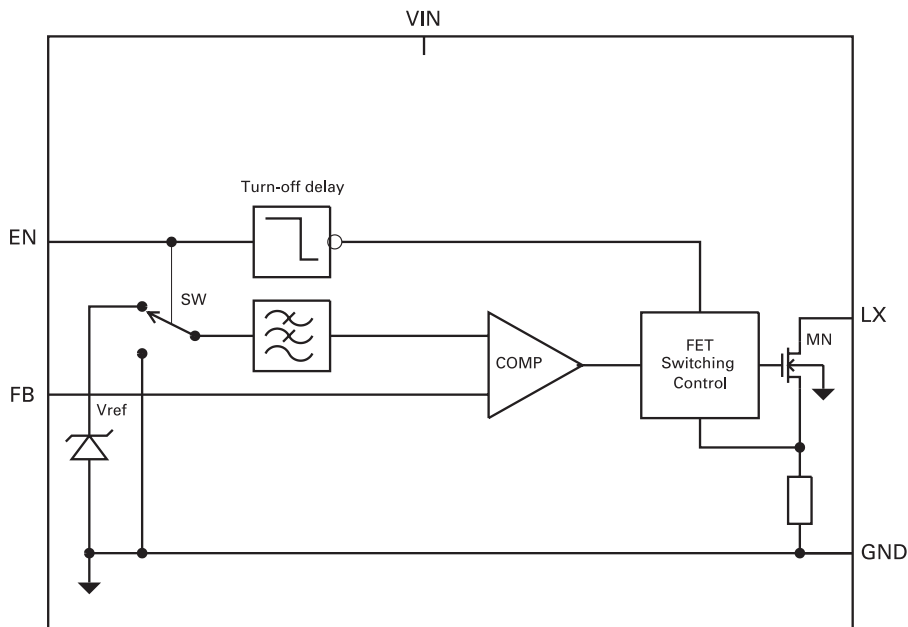 VIN
Turn-off delay
EN
SW
LX
MN
COMP
FET
Switching
Control
FB
Vref
GND